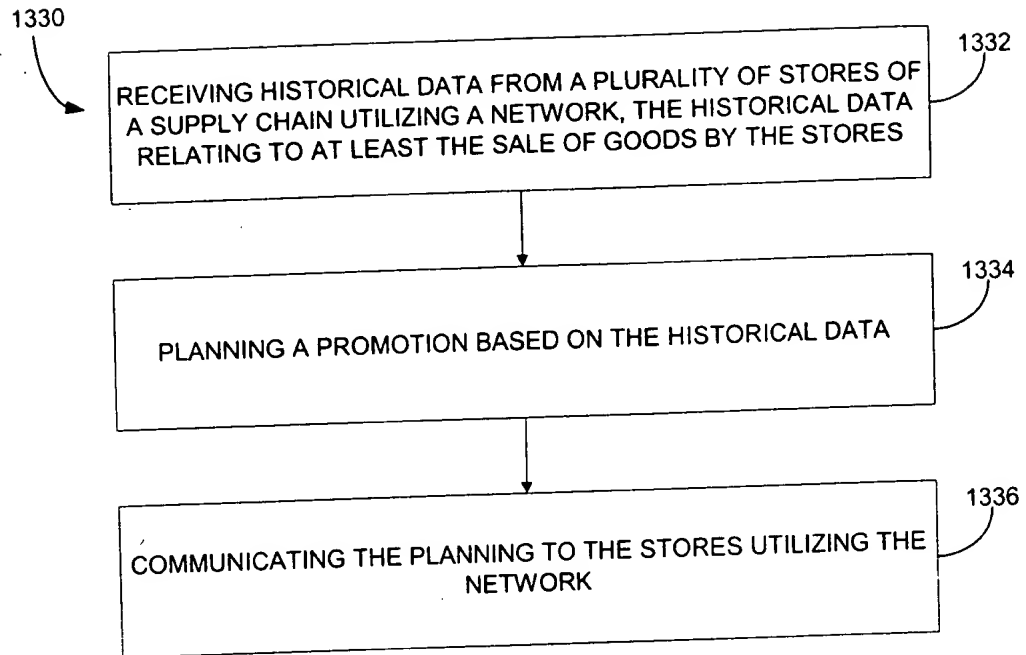 1330
1332
RECEIVING HISTORICAL DATA FROM A PLURALITY OF STORES OF
A SUPPLY CHAIN UTILIZING A NETWORK, THE HISTORICAL DATA
RELATING TO AT LEAST THE SALE OF GOODS BY THE STORES
1334
PLANNING A PROMOTION BASED ON THE HISTORICAL DATA
1336
COMMUNICATING THE PLANNING TO THE STORES UTILIZING THE
NETWORK